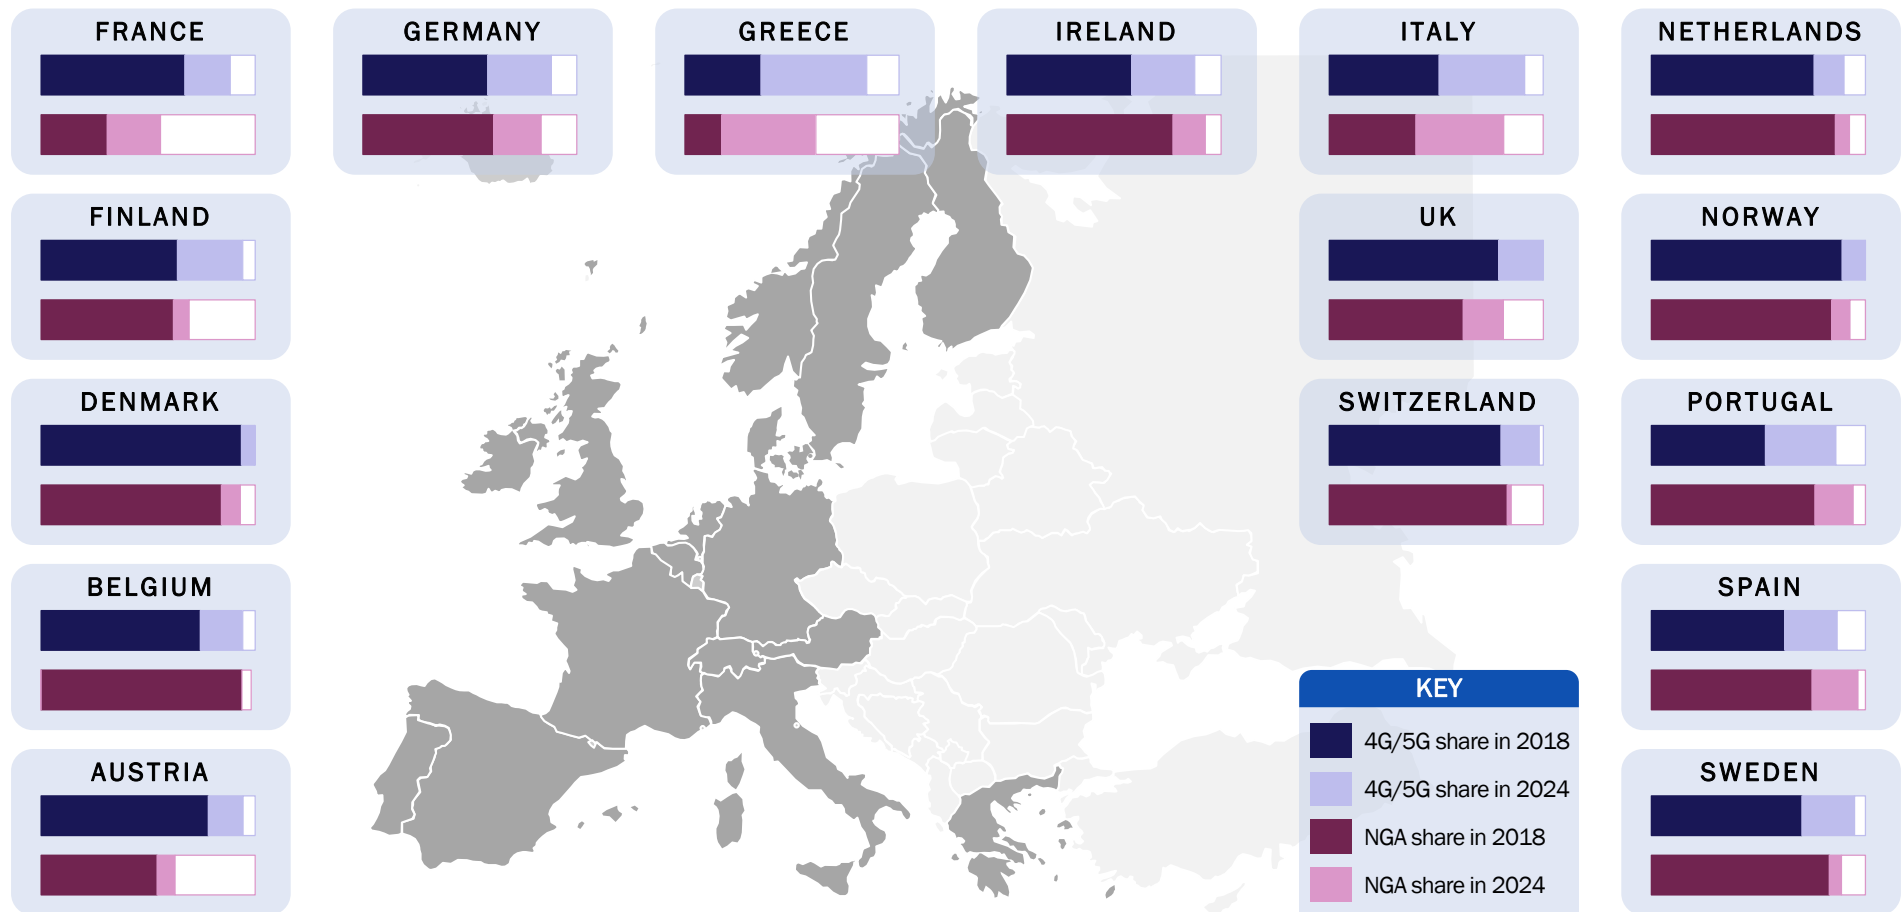 FRANCE
GERMANY
GREECE
IRELAND
ITALY
NETHERLANDS
FINLAND
UK
NORWAY
DENMARK
SWITZERLAND
PORTUGAL
BELGIUM
SPAIN
AUSTRIA
SWEDEN
KEY
4G/5G share in 2018
4G/5G share in 2024
NGA share in 2018
NGA share in 2024